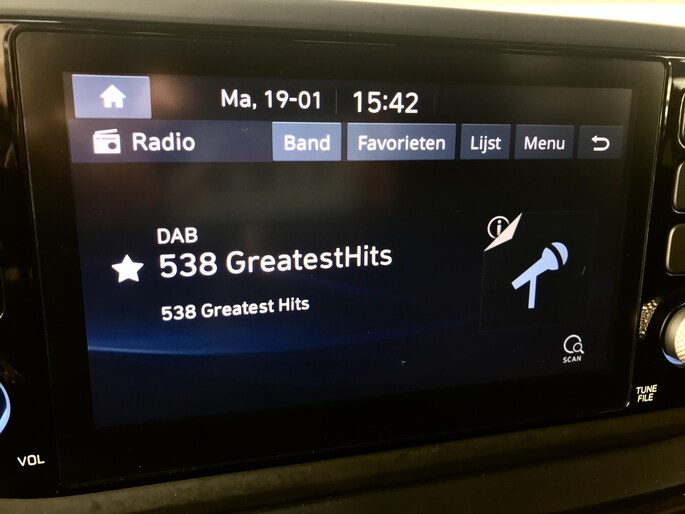 Ma, 19-01 15:42
Radio Band Favorieten Lijst Menu
DAB
538 GreatestHits
538 Greatest Hits
SCAN
TUNE
FILE
VOL